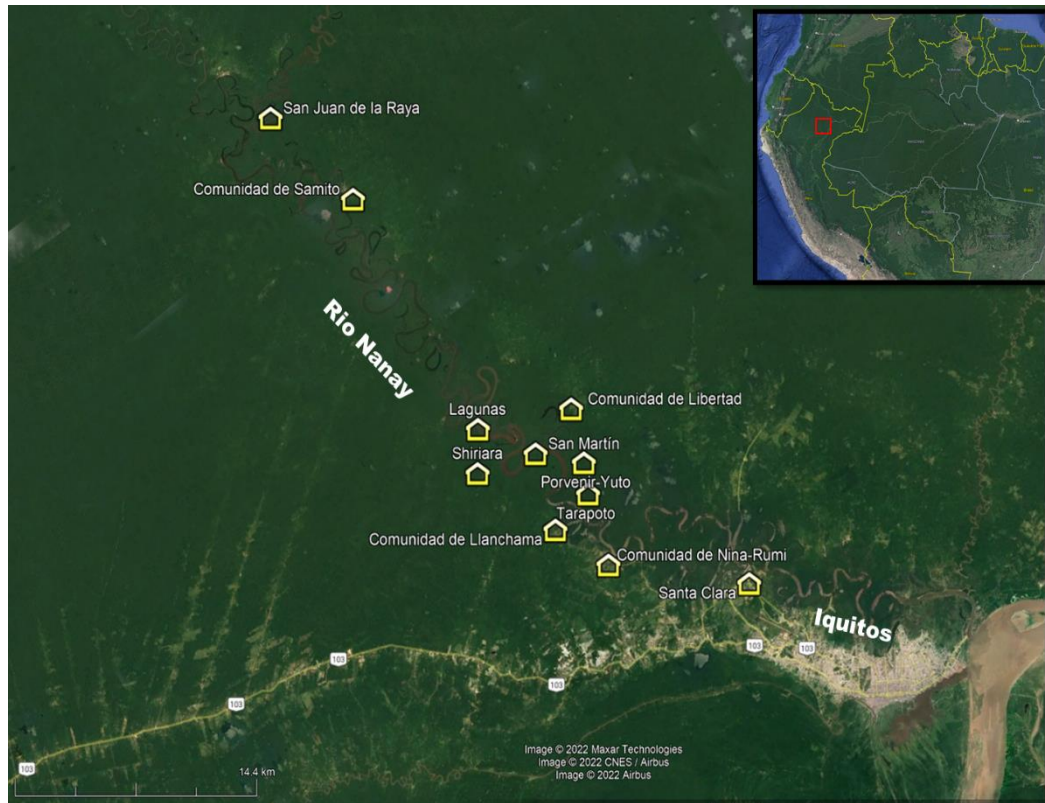 San Juan de la Raya
Comunidad de Samito
Rio Nanay
Comunidad de Libertad
Lagunas
San Martín
Shiriara
Porvenir-Yuto
Tarapoto
Comunidad de Llanchama
Comunidad de Nina-Rumi
Santa Clara
Iquitos
103
103
103
103
103
103
14.4 km
Image © 2022 Maxar Technologies
Image © 2022 CNES / Airbus
Image © 2022 Airbus